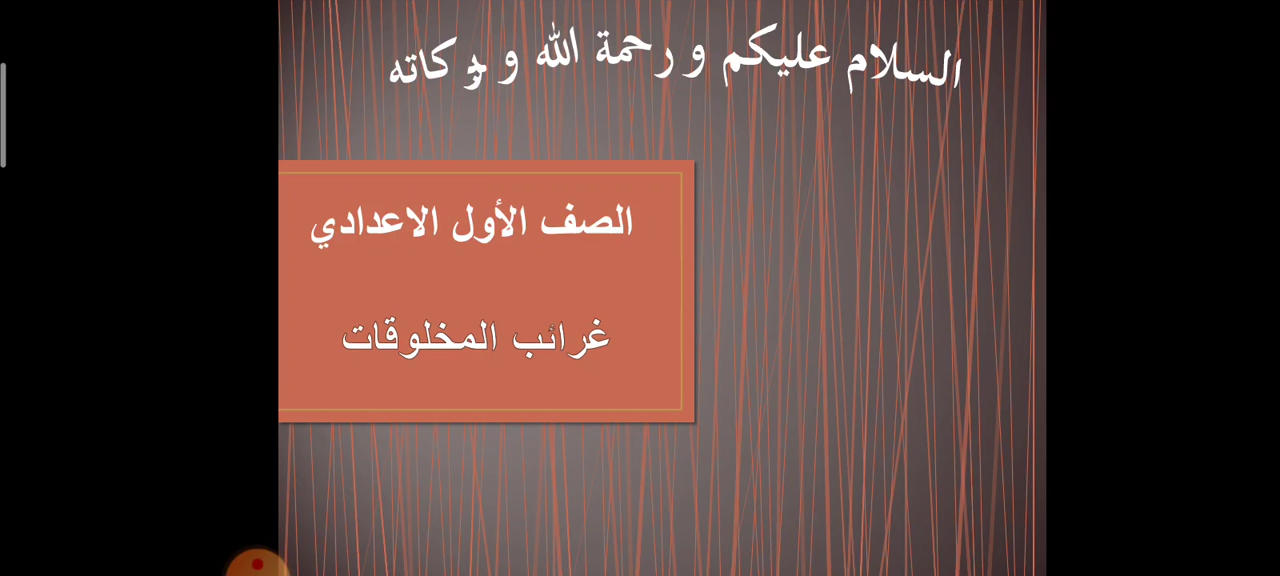 السلام عليكم و رحمة الله و بركاته
الصف الأول الاعدادي
غرائب المخلوقات